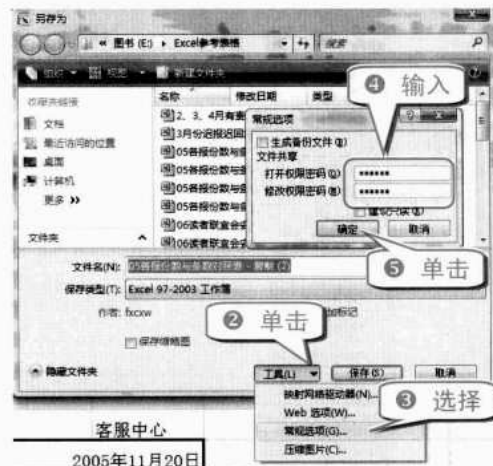 另存为
« 图书 (E:) ▸ Excel参考表格
搜索
组织 视图 新建文件夹
收藏夹链接
文档
最近访问的位置
桌面
计算机
更多 »
文件夹
名称 修改日期 类型
2、3、4月有
3月份迟报迟
05各报份数与
05各报份数与
05各报份数与
05各报份数与
06读者联宜会
06读者联宜会
常规选项
生成备份文件(B)
文件共享
打开权限密码(O) ******
修改权限密码(M) ******
建议只读(R)
确定 取消
❹ 输入
❺ 单击
文件名(N):
保存类型(T): Excel 97-2003 工作簿
作者: fxcxw
标记
保存缩略图
❷ 单击
隐藏文件夹
工具(L) 保存(S) 取消
映射网络驱动器(N)...
Web 选项(W)...
常规选项(G)...
压缩图片(C)...
❸ 选择
客服中心
2005年11月20日